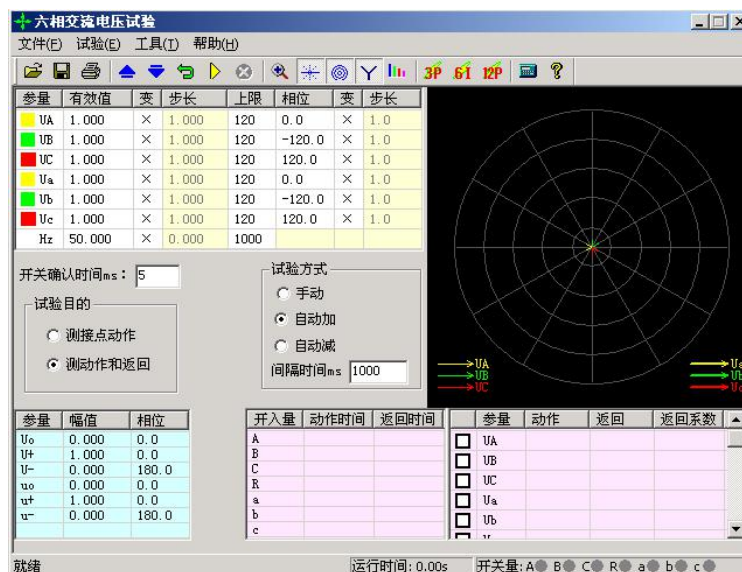 六相交流电压试验
文件(F) 试验(E) 工具(T) 帮助(H)
3P 6I 12P
参量 有效值 变 步长 上限 相位 变 步长
UA 1.000 × 1.000 120 0.0 × 1.0
UB 1.000 × 1.000 120 -120.0 × 1.0
UC 1.000 × 1.000 120 120.0 × 1.0
Ua 1.000 × 1.000 120 0.0 × 1.0
Ub 1.000 × 1.000 120 -120.0 × 1.0
Uc 1.000 × 1.000 120 120.0 × 1.0
Hz 50.000 × 0.000 1000
开关确认时间ms: 5
试验目的
测接点动作
测动作和返回
试验方式
手动
自动加
自动减
间隔时间ms 1000
UA
UB
UC
参量 幅值 相位
Uo 0.000 0.0
U+ 1.000 0.0
U- 0.000 180.0
uo 0.000 0.0
u+ 1.000 0.0
u- 0.000 180.0
开入量 动作时间 返回时间
A
B
C
R
a
b
c
参量 动作 返回 返回系数
UA
UB
UC
Ua
Ub
就绪 运行时间: 0.00s 开关量: A B C R a b c